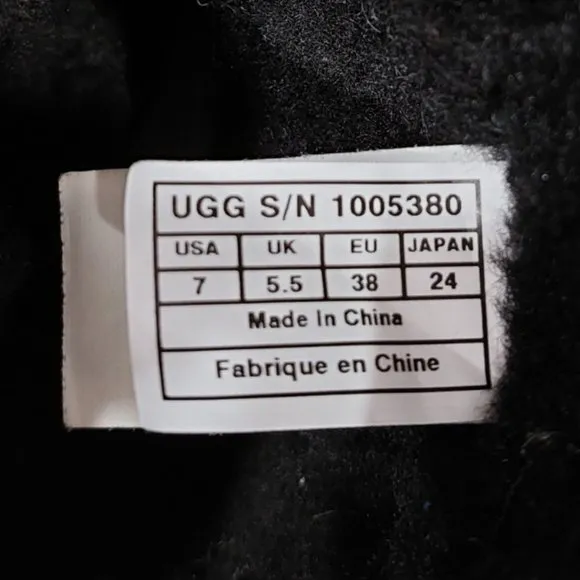 UGG S/N 1005380
USA UK EU JAPAN
7 5.5 38 24
Made In China
Fabrique en Chine